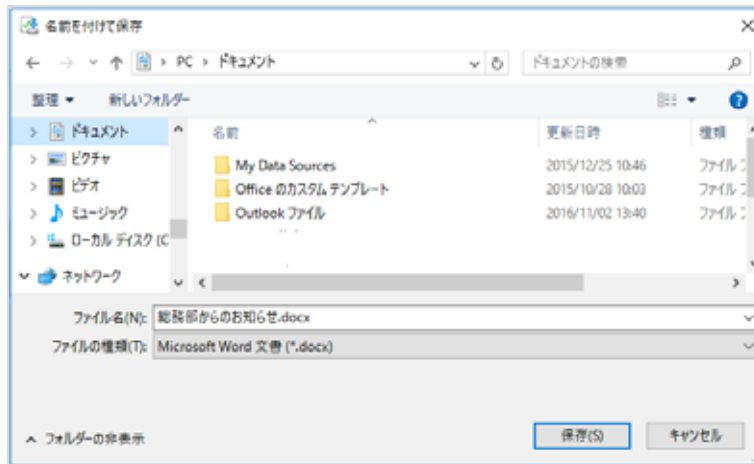 名前を付けて保存
PC > ドキュメント
ドキュメントの検索
整理 新しいフォルダー
名前 更新日時 種類
ドキュメント
ピクチャ
ビデオ
ミュージック
ローカル ディスク (C
ネットワーク
My Data Sources 2015/12/25 10:46 ファイル フ
Office のカスタム テンプレート 2015/10/28 10:03 ファイル フ
Outlook ファイル 2016/11/02 13:40 ファイル フ
ファイル名(N): 総務部からのお知らせ.docx
ファイルの種類(T): Microsoft Word 文書 (*.docx)
フォルダーの非表示 保存(S) キャンセル